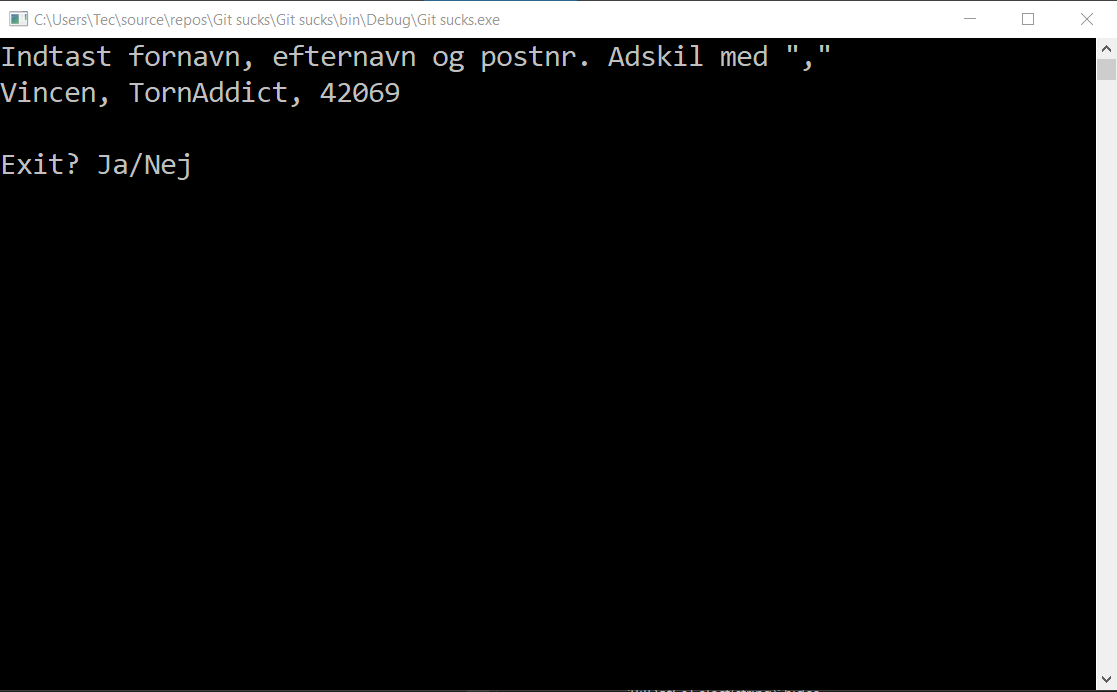 C:\Users\Tec\source\repos\Git sucks\Git sucks\bin\Debug\Git sucks.exe
Indtast fornavn, efternavn og postnr. Adskil med ","
Vincen, TornAddict, 42069
Exit? Ja/Nej